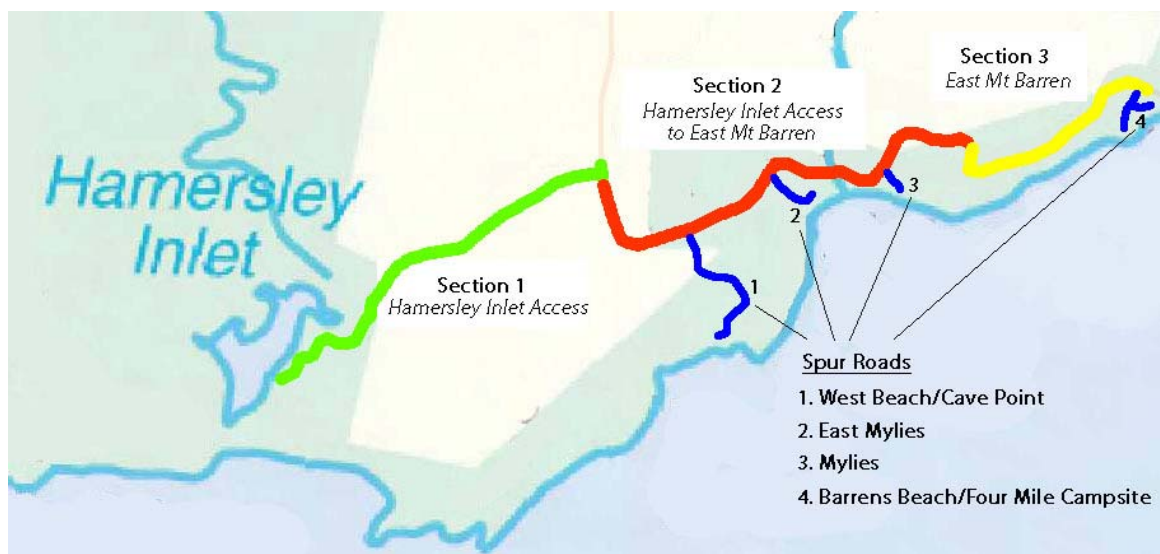 Section 3
East Mt Barren
Section 2
Hamersley Inlet Access
to East Mt Barren
4
3
2
Hamersley
Inlet
Section 1
Hamersley Inlet Access
1
Spur Roads
1. West Beach/Cave Point
2. East Mylies
3. Mylies
4. Barrens Beach/Four Mile Campsite